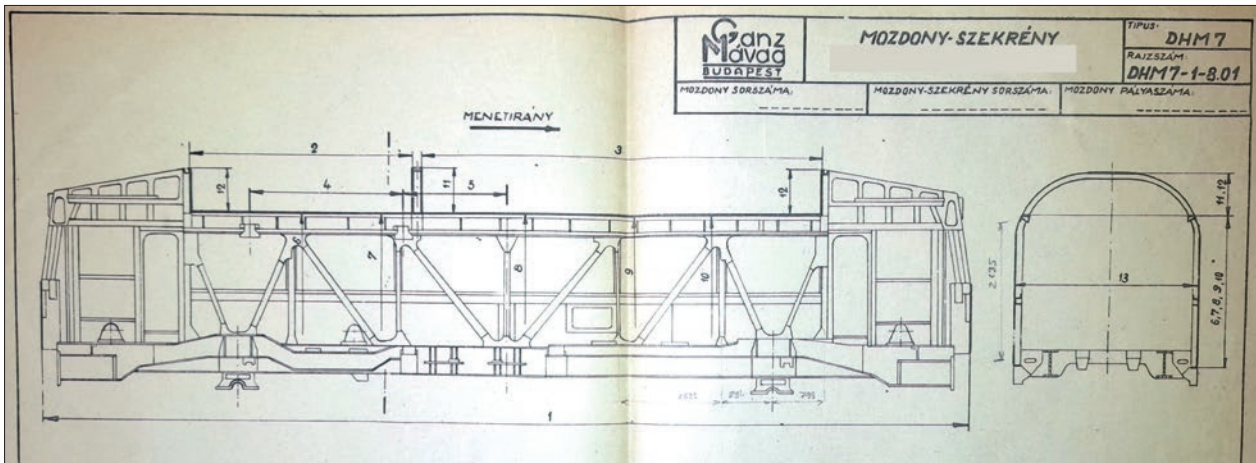 Ganz
Mávag
BUDAPEST
MOZDONY-SZEKRÉNY
TIPUS:
DHM7
RAJZSZÁM:
DHM7-1-8.01
MOZDONY SORSZÁMA:
MOZDONY-SZEKRÉNY SORSZÁMA:
MOZDONY PÁLYASZÁMA:
MENETIRÁNY
2
3
12
4
11
5
12
11,12
6
7
8
9
10
2135
13
6,7,8,9,10
1